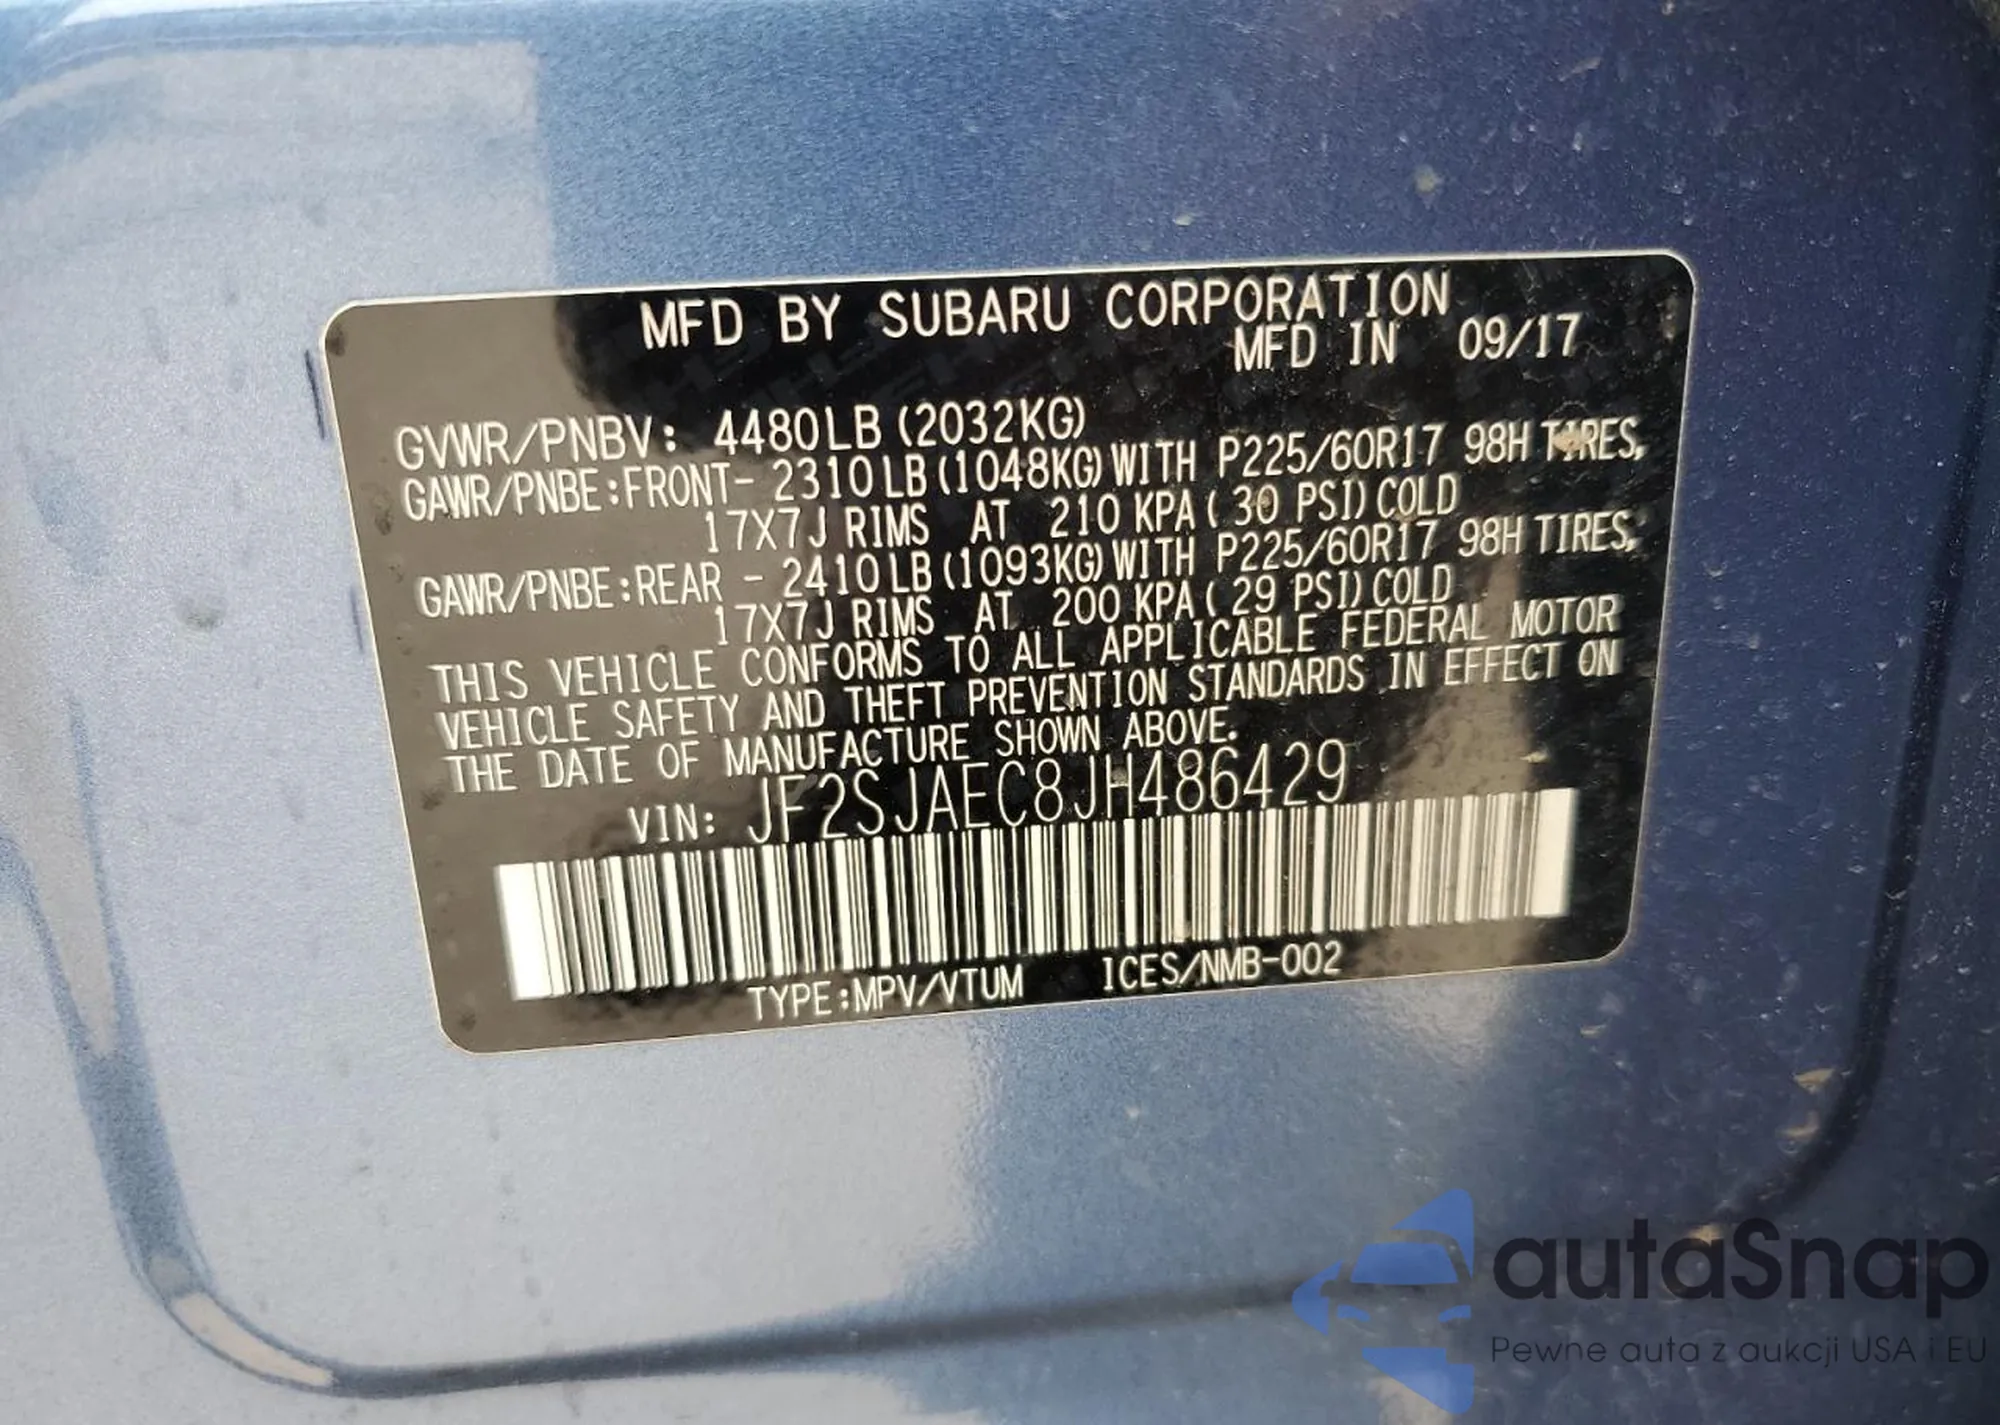 MFD BY SUBARU CORPORATION
MFD IN 09/17
GVWR/PNBV: 4480LB (2032KG)
GAWR/PNBE:FRONT- 2310LB (1048KG) WITH P225/60R17 98H TIRES,
17X7J RIMS AT 210 KPA ( 30 PSI) COLD
GAWR/PNBE:REAR - 2410LB (1093KG) WITH P225/60R17 98H TIRES,
17X7J RIMS AT 200 KPA ( 29 PSI) COLD
THIS VEHICLE CONFORMS TO ALL APPLICABLE FEDERAL MOTOR
VEHICLE SAFETY AND THEFT PREVENTION STANDARDS IN EFFECT ON
THE DATE OF MANUFACTURE SHOWN ABOVE.
VIN: JF2SJAEC8JH486429
TYPE:MPV/VTUM ICES/NMB-002
autaSnap
Pewne auta z aukcji USA i EU